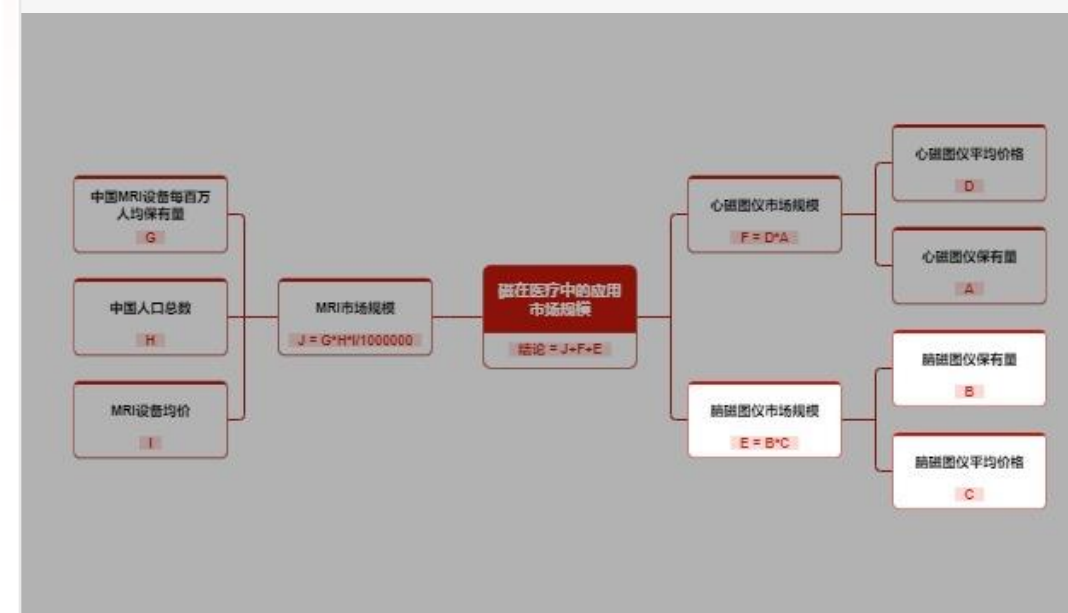 中国MRI设备每百万
人均保有量
G
中国人口总数
H
MRI设备均价
I
MRI市场规模
J = G*H*I/1000000
磁在医疗中的应用
市场规模
结论 = J+F+E
心磁图仪市场规模
F = D*A
脑磁图仪市场规模
E = B*C
心磁图仪平均价格
D
心磁图仪保有量
A
脑磁图仪保有量
B
脑磁图仪平均价格
C